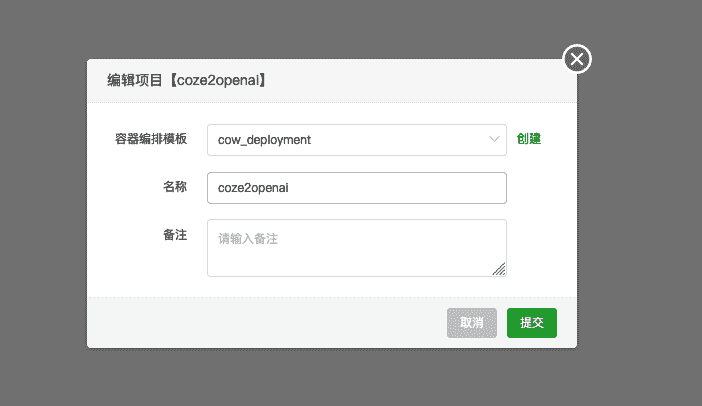 编辑项目【coze2openai】
容器编排模板 cow_deployment 创建
名称 coze2openai
备注 请输入备注
取消 提交